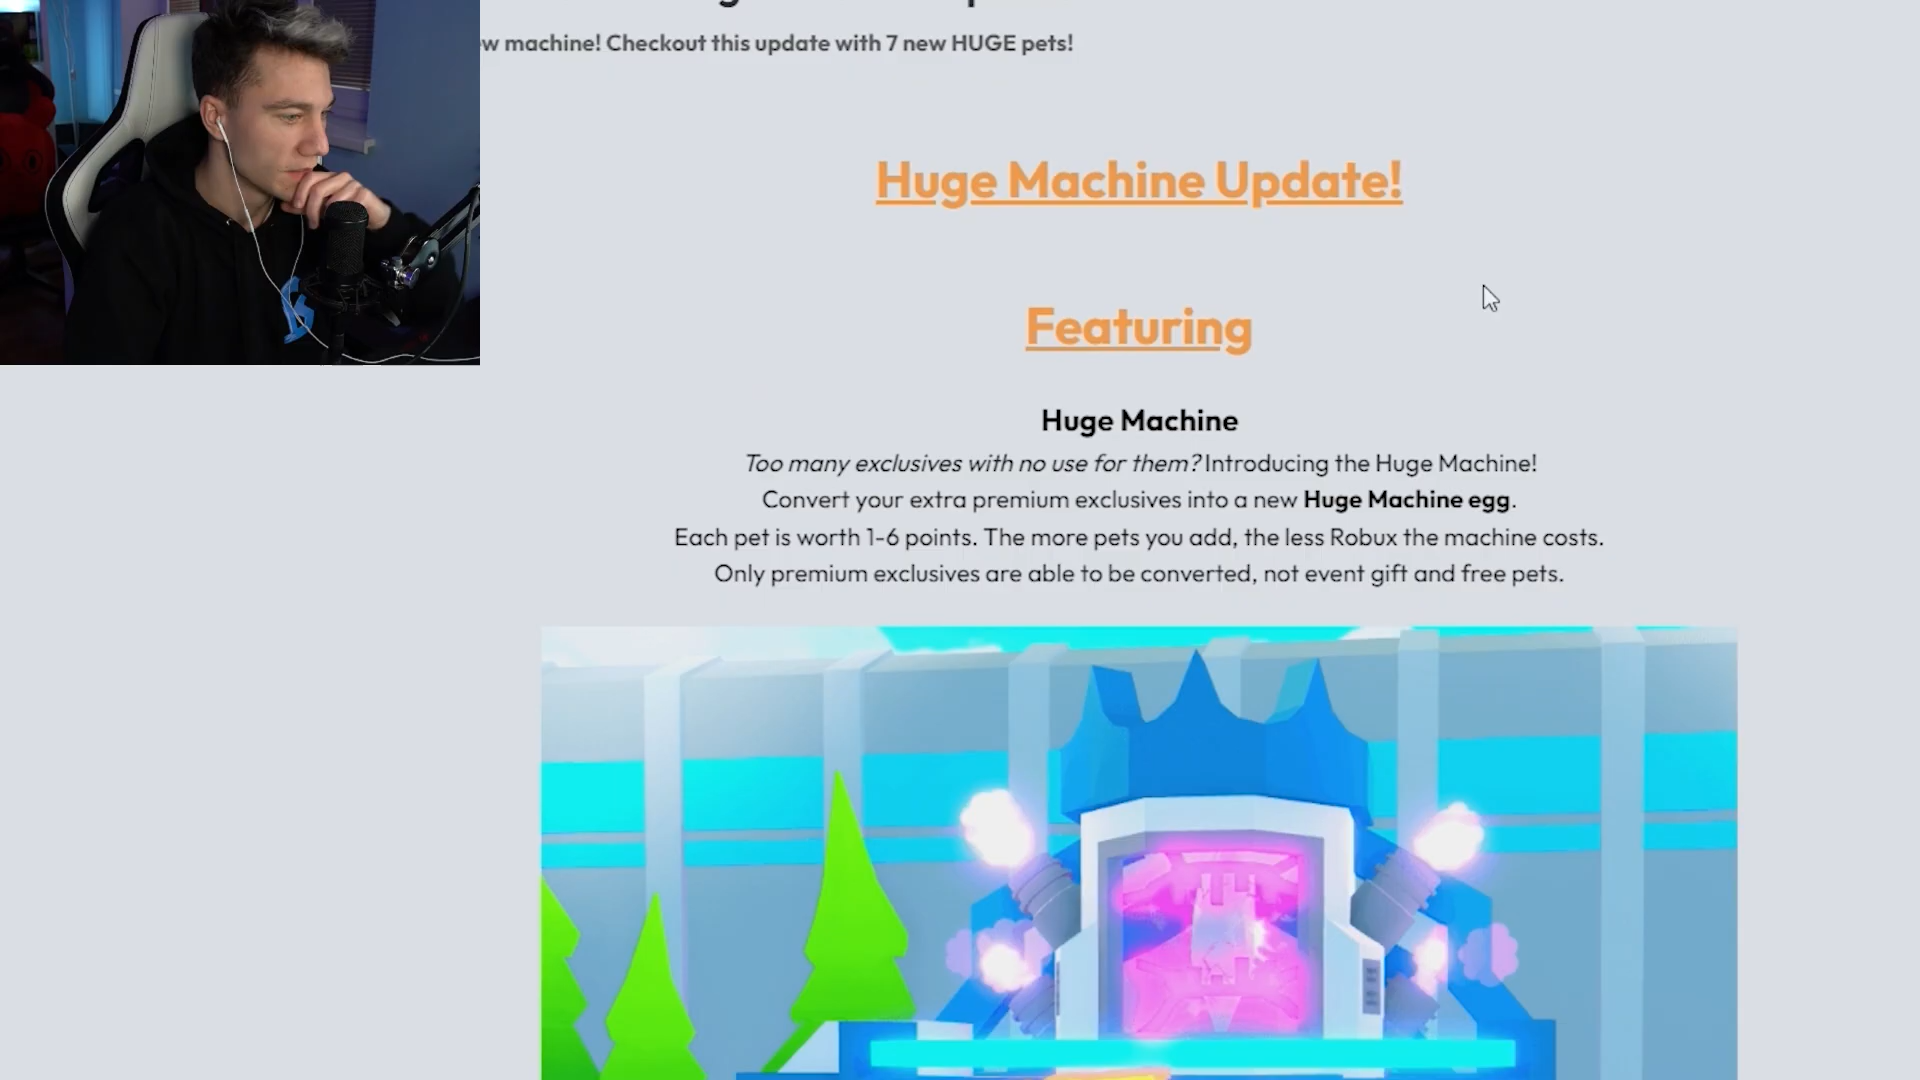 w machine! Checkout this update with 7 new HUGE pets!
Huge Machine Update!
Featuring
Huge Machine
Too many exclusives with no use for them? Introducing the Huge Machine!
Convert your extra premium exclusives into a new Huge Machine egg.
Each pet is worth 1-6 points. The more pets you add, the less Robux the machine costs.
Only premium exclusives are able to be converted, not event gift and free pets.